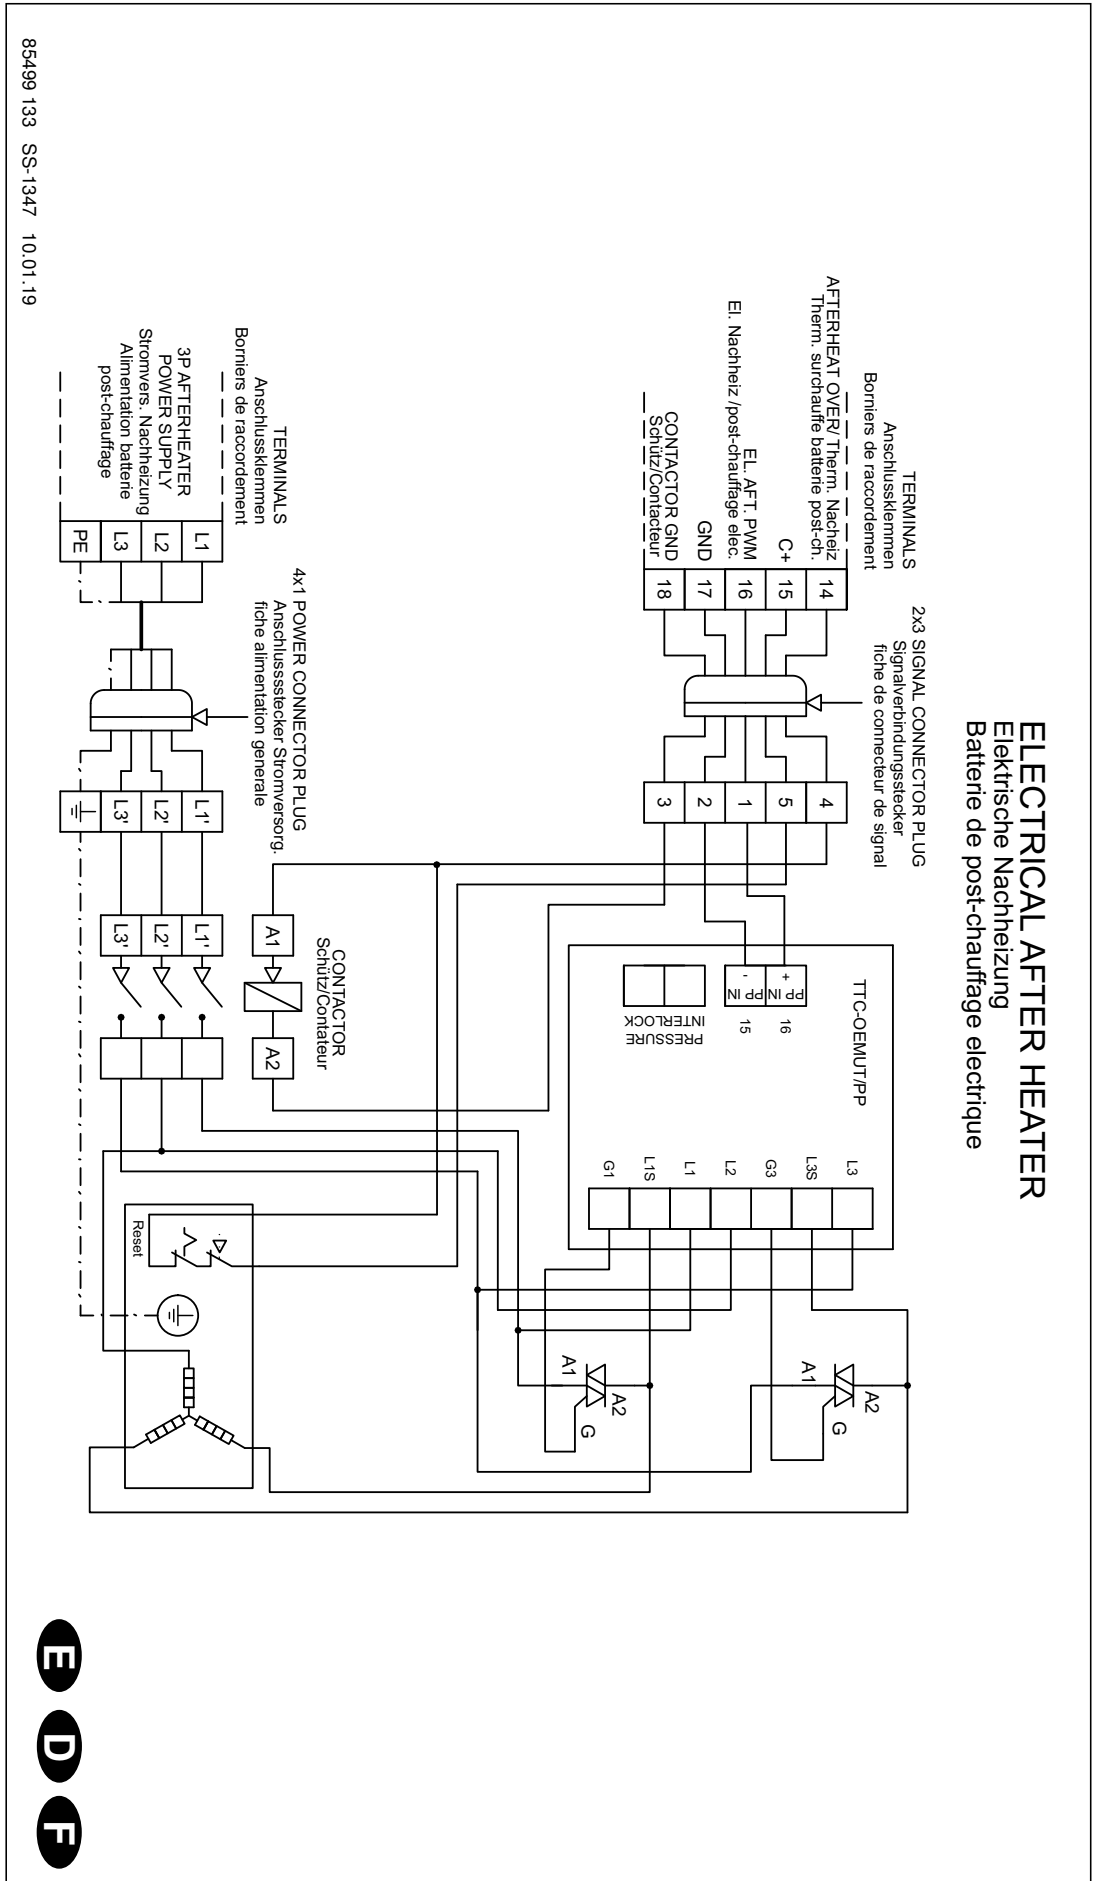 ELECTRICAL AFTER HEATER
Elektrische Nachheizung
Batterie de post-chauffage electrique
TERMINALS
Anschlussklemmen
Borniers de raccordement
2x3 SIGNAL CONNECTOR PLUG
Signalverbindungsstecker
fiche de connecteur de signal
AFTERHEAT OVER/ Therm. Nacheiz
Therm. surchauffe batterie post-ch.
C+
EL. AFT. PWM
El. Nachheiz /post-chauffage elec.
GND
CONTACTOR GND
Schütz/Contacteur
14
15
16
17
18
4
5
1
2
3
TTC-OEMUT/PP
+
PP IN
16
-
PP IN
15
PRESSURE
INTERLOCK
L3
L3S
G3
L2
L1
L1S
G1
A1
A2
G
A1
A2
G
TERMINALS
Anschlussklemmen
Borniers de raccordement
4x1 POWER CONNECTOR PLUG
Anschlussstecker Stromversorg.
fiche alimentation generale
3P AFTERHEATER
POWER SUPPLY
Stromvers. Nachheizung
Alimentation batterie
post-chauffage
L1
L2
L3
PE
L1'
L2'
L3'
CONTACTOR
Schütz/Contateur
A1
A2
L1'
L2'
L3'
Reset
85499 133 SS-1347 10.01.19
E
D
F